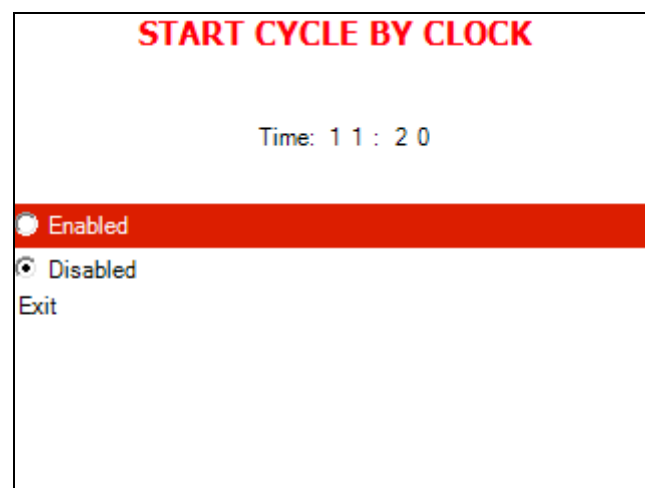 START CYCLE BY CLOCK
Time: 1 1 : 2 0
Enabled
Disabled
Exit